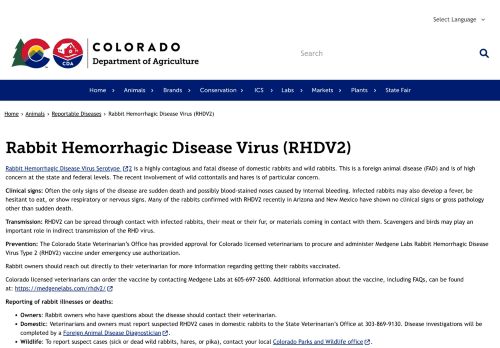 Select Language
COLORADO
Department of Agriculture
CDA
Search
Home Animals Brands Conservation ICS Labs Markets Plants State Fair
Home › Animals › Reportable Diseases › Rabbit Hemorrhagic Disease Virus (RHDV2)
Rabbit Hemorrhagic Disease Virus (RHDV2)
Rabbit Hemorrhagic Disease Virus Serotype 2 is a highly contagious and fatal disease of domestic rabbits and wild rabbits. This is a foreign animal disease (FAD) and is of high
concern at the state and federal levels. The recent involvement of wild cottontails and hares is of particular concern.
Clinical signs: Often the only signs of the disease are sudden death and possibly blood-stained noses caused by internal bleeding. Infected rabbits may also develop a fever, be
hesitant to eat, or show respiratory or nervous signs. Many of the rabbits confirmed with RHDV2 recently in Arizona and New Mexico have shown no clinical signs or gross pathology
other than sudden death.
Transmission: RHDV2 can be spread through contact with infected rabbits, their meat or their fur, or materials coming in contact with them. Scavengers and birds may play an
important role in indirect transmission of the RHD virus.
Prevention: The Colorado State Veterinarian's Office has provided approval for Colorado licensed veterinarians to procure and administer Medgene Labs Rabbit Hemorrhagic Disease
Virus Type 2 (RHDV2) vaccine under emergency use authorization.
Rabbit owners should reach out directly to their veterinarian for more information regarding getting their rabbits vaccinated.
Colorado licensed veterinarians can order the vaccine by contacting Medgene Labs at 605-697-2600. Additional information about the vaccine, including FAQs, can be found
at: https://medgenelabs.com/rhdv2/
Reporting of rabbit illnesses or deaths:
• Owners: Rabbit owners who have questions about the disease should contact their veterinarian.
• Domestic: Veterinarians and owners must report suspected RHDV2 cases in domestic rabbits to the State Veterinarian's Office at 303-869-9130. Disease investigations will be
completed by a Foreign Animal Disease Diagnostician.
• Wildlife: To report suspect cases (sick or dead wild rabbits, hares, or pika), contact your local Colorado Parks and Wildlife office.